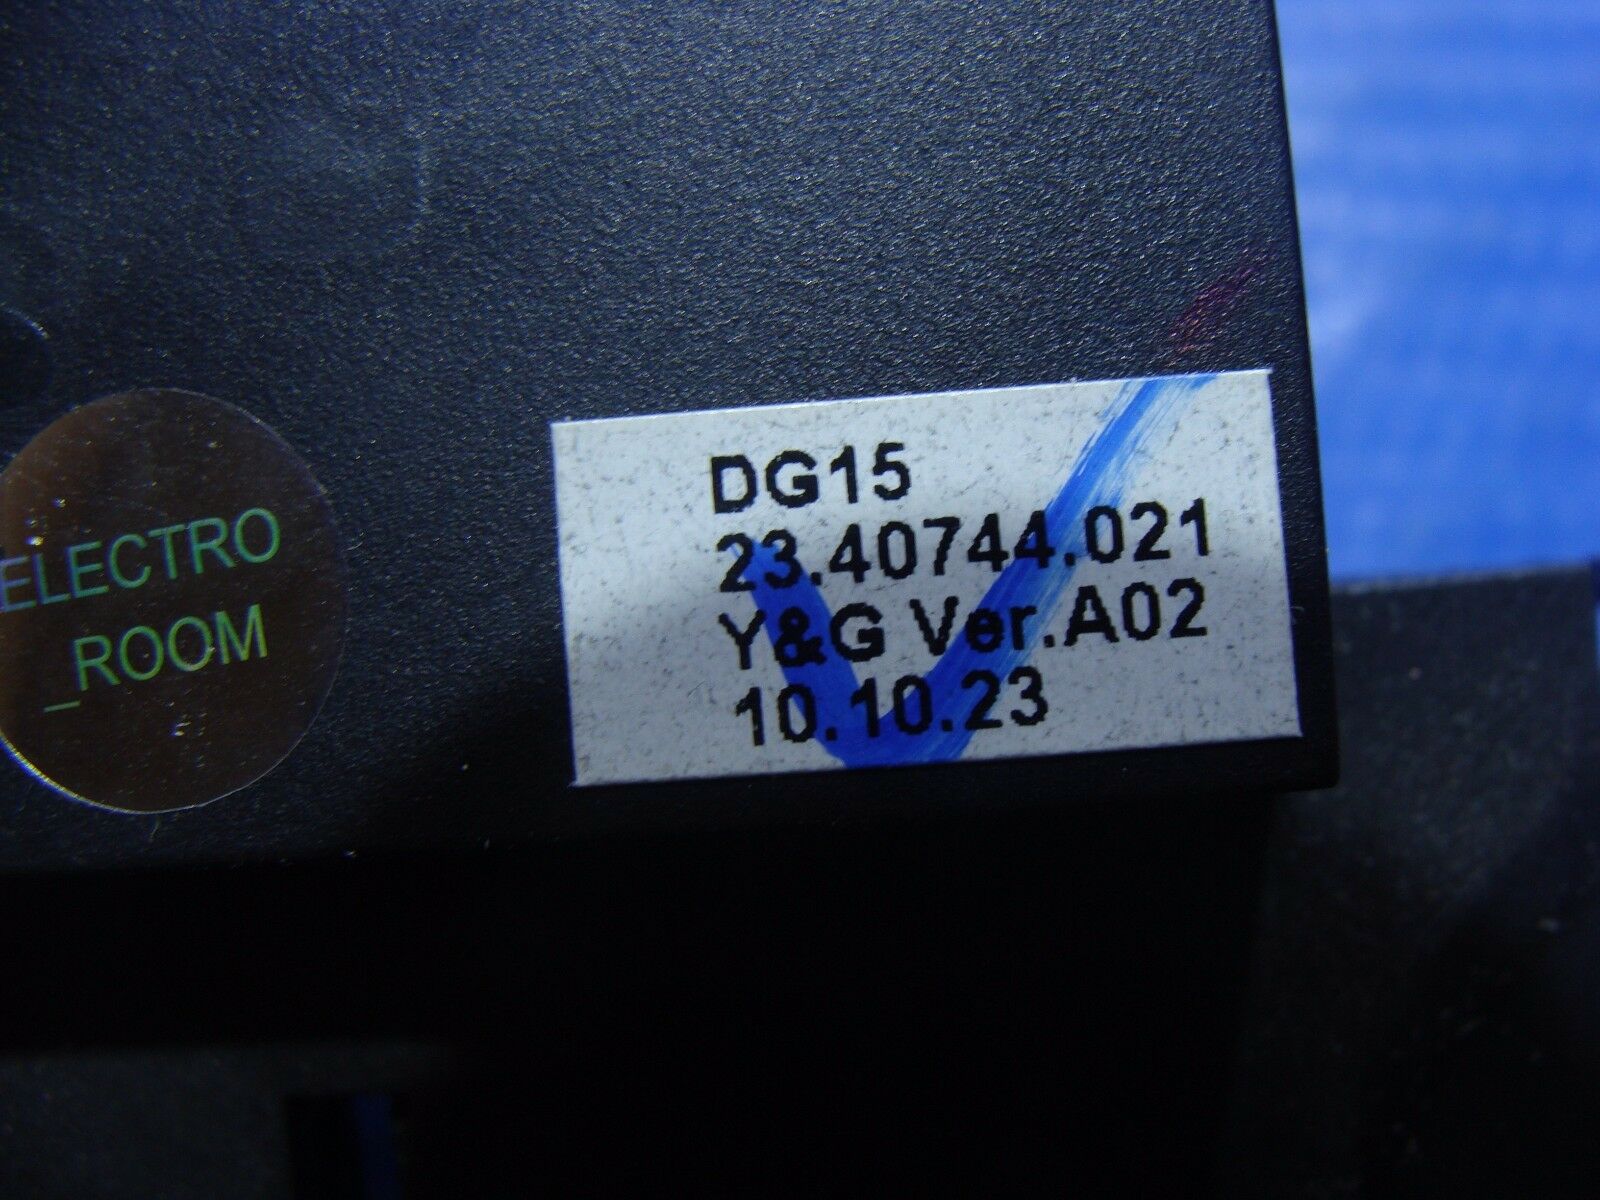 ELECTRO
_ROOM
DG15
23.40744.021
Y&G Ver.A02
10.10.23